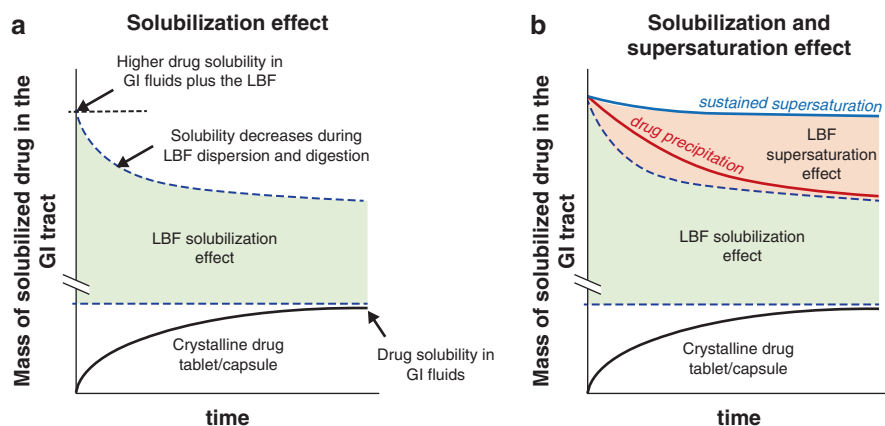 a
Solubilization effect
Mass of solubilized drug in the
GI tract
Higher drug solubility in
GI fluids plus the LBF
Solubility decreases during
LBF dispersion and digestion
LBF solubilization
effect
Crystalline drug
tablet/capsule
Drug solubility in
GI fluids
time
b
Solubilization and
supersaturation effect
Mass of solubilized drug in the
GI tract
sustained supersaturation
drug precipitation
LBF
supersaturation
effect
LBF solubilization
effect
Crystalline drug
tablet/capsule
time